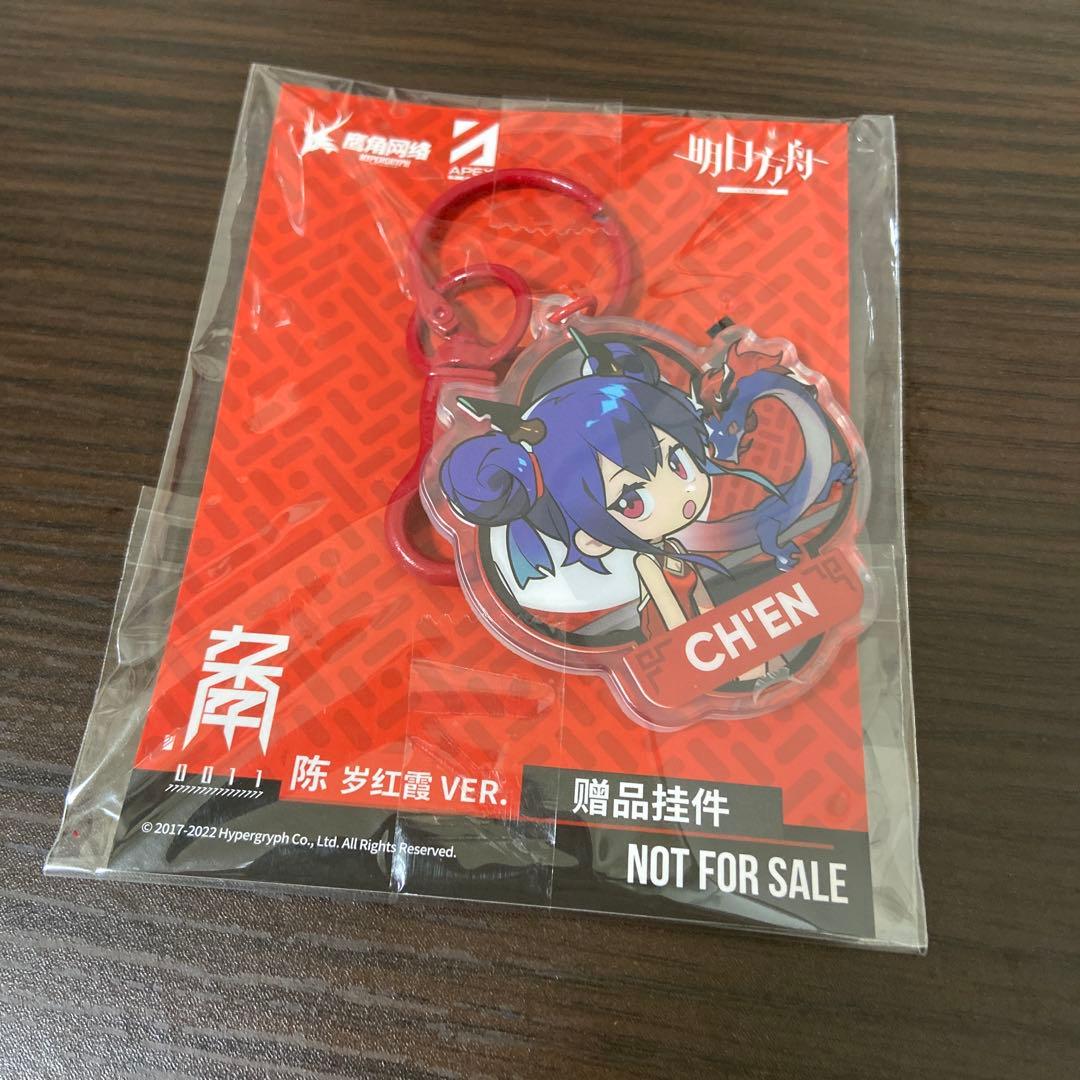 鹰角网络
HYPERGRYPH
APEX
明日方舟
CH'EN
0011
陈 岁红霞 VER.
赠品挂件
© 2017-2022 Hypergryph Co., Ltd. All Rights Reserved.
NOT FOR SALE